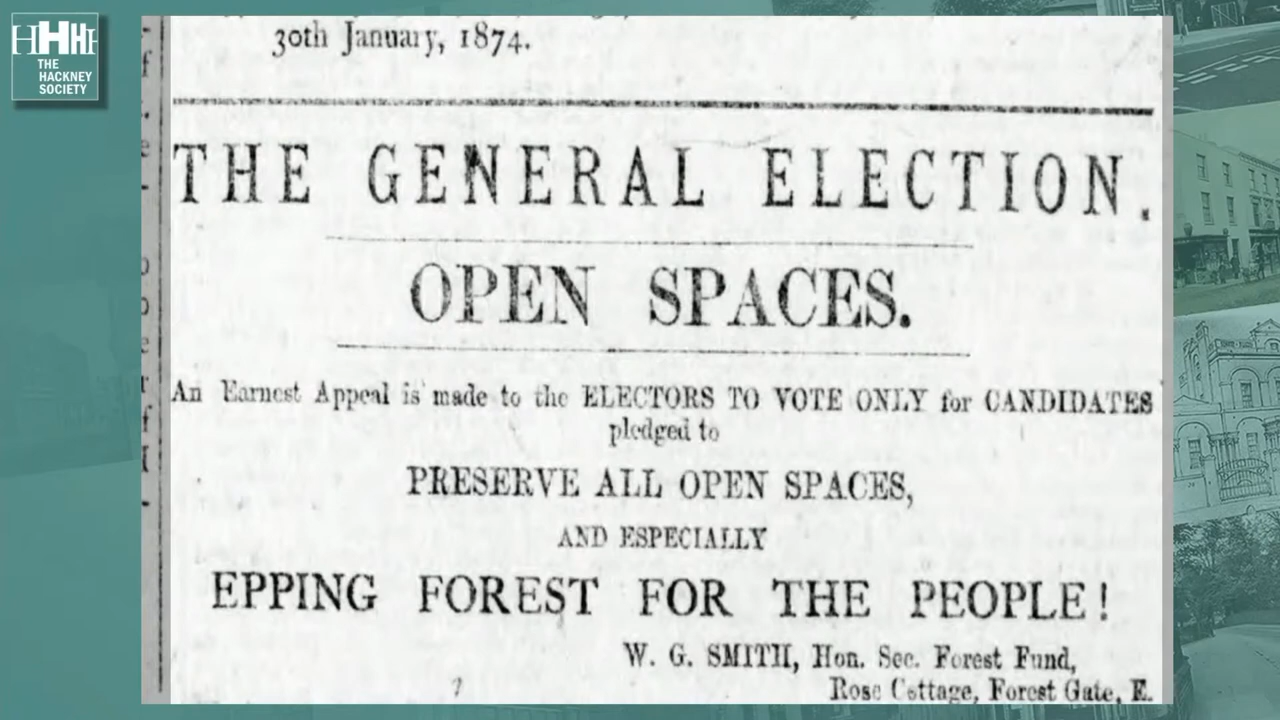 THE
HACKNEY
SOCIETY
30th January, 1874.
THE GENERAL ELECTION.
OPEN SPACES.
An Earnest Appeal is made to the ELECTORS TO VOTE ONLY for CANDIDATES
pledged to
PRESERVE ALL OPEN SPACES,
AND ESPECIALLY
EPPING FOREST FOR THE PEOPLE!
W. G. SMITH, Hon. Sec. Forest Fund,
Rose Cottage, Forest Gate, E.